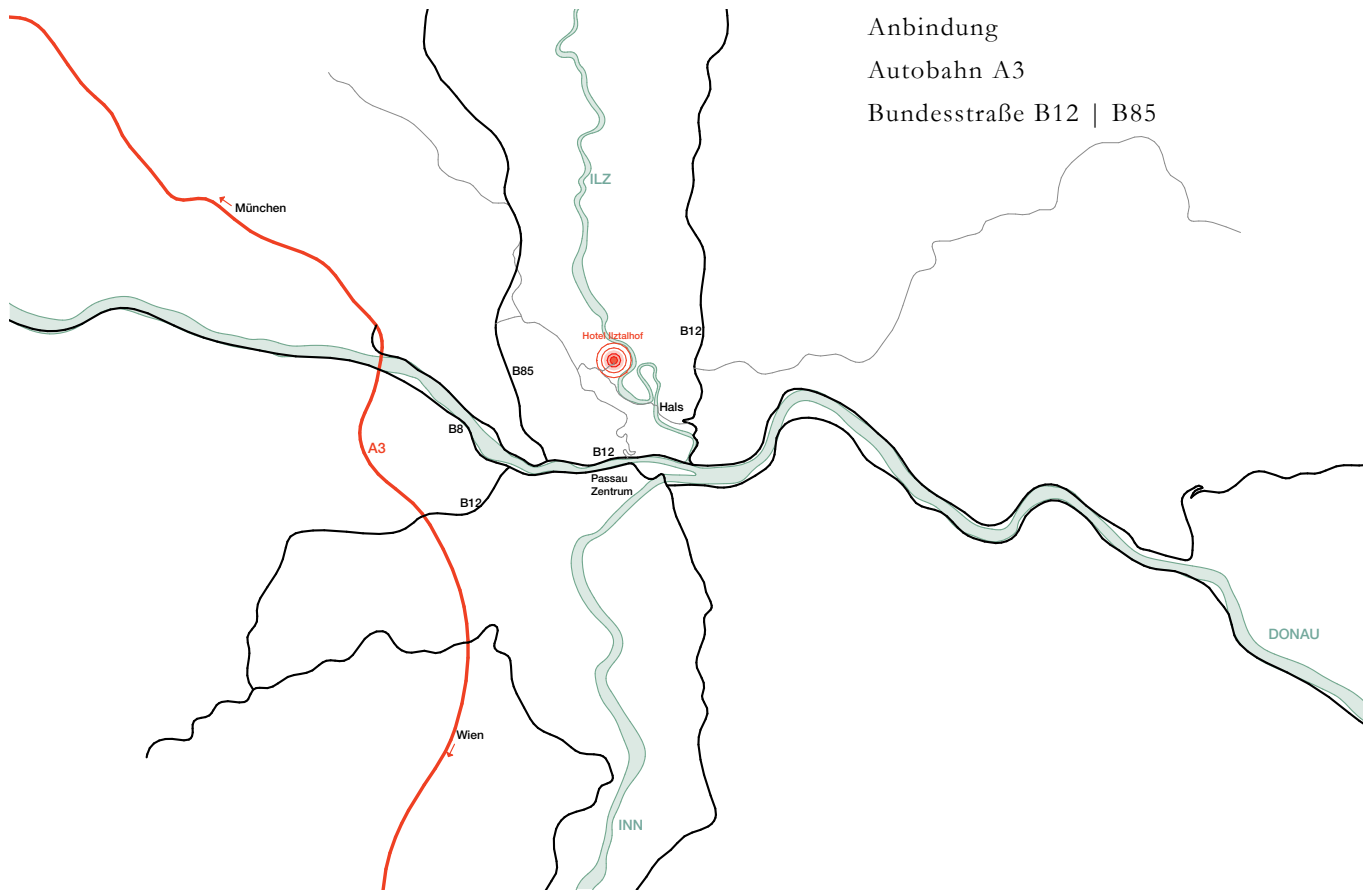 Anbindung
Autobahn A3
Bundesstraße B12 | B85
ILZ
München
Hotel Ilztalhof
B12
B85
Hals
B8
A3
B12
Passau
Zentrum
B12
DONAU
Wien
INN